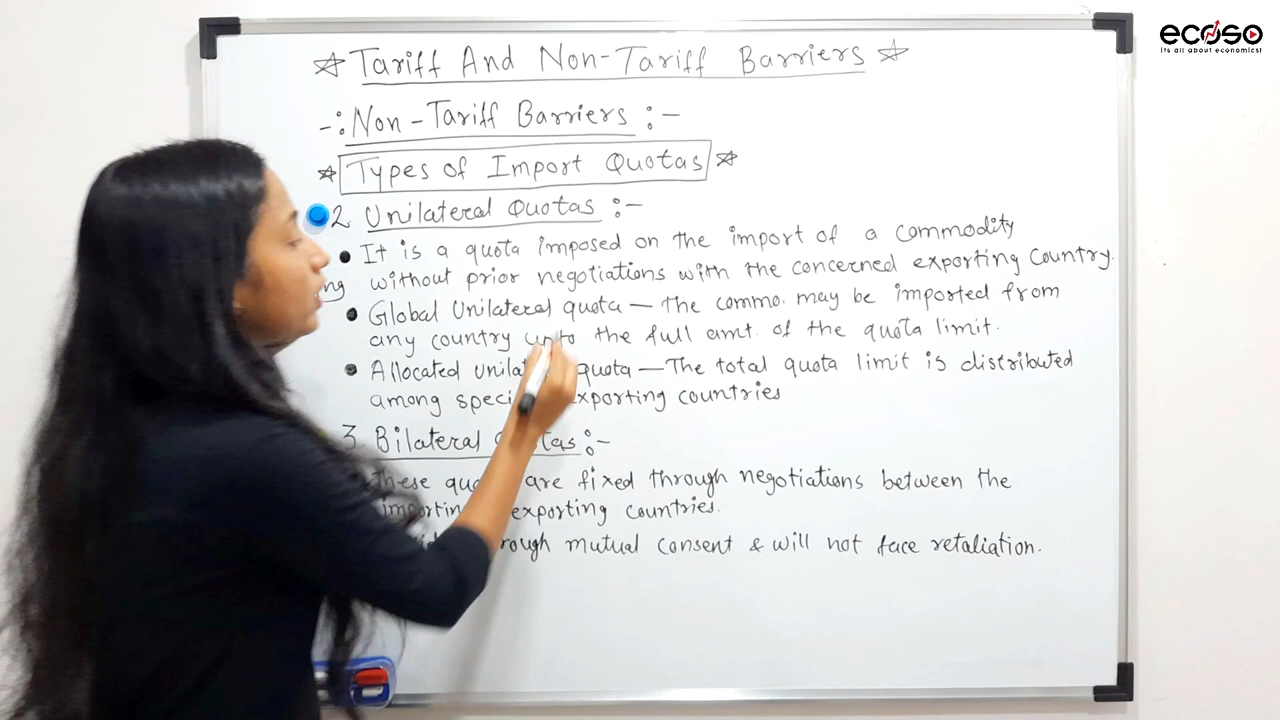 ecoso
its all about economics!
Tariff And Non-Tariff Barriers
-: Non-Tariff Barriers :-
Types of Import Quotas
2. Unilateral Quotas :-
It is a quota imposed on the import of a commodity
without prior negotiations with the concerned exporting country.
ng
Global Unilateral quota — The commo. may be imported from
any country upto the full amt. of the quota limit.
Allocated quota — The total quota limit is distributed
among exporting countries
3. Bilateral :-
These are fixed through negotiations between the
exporting countries.
mutual consent & will not face retaliation.